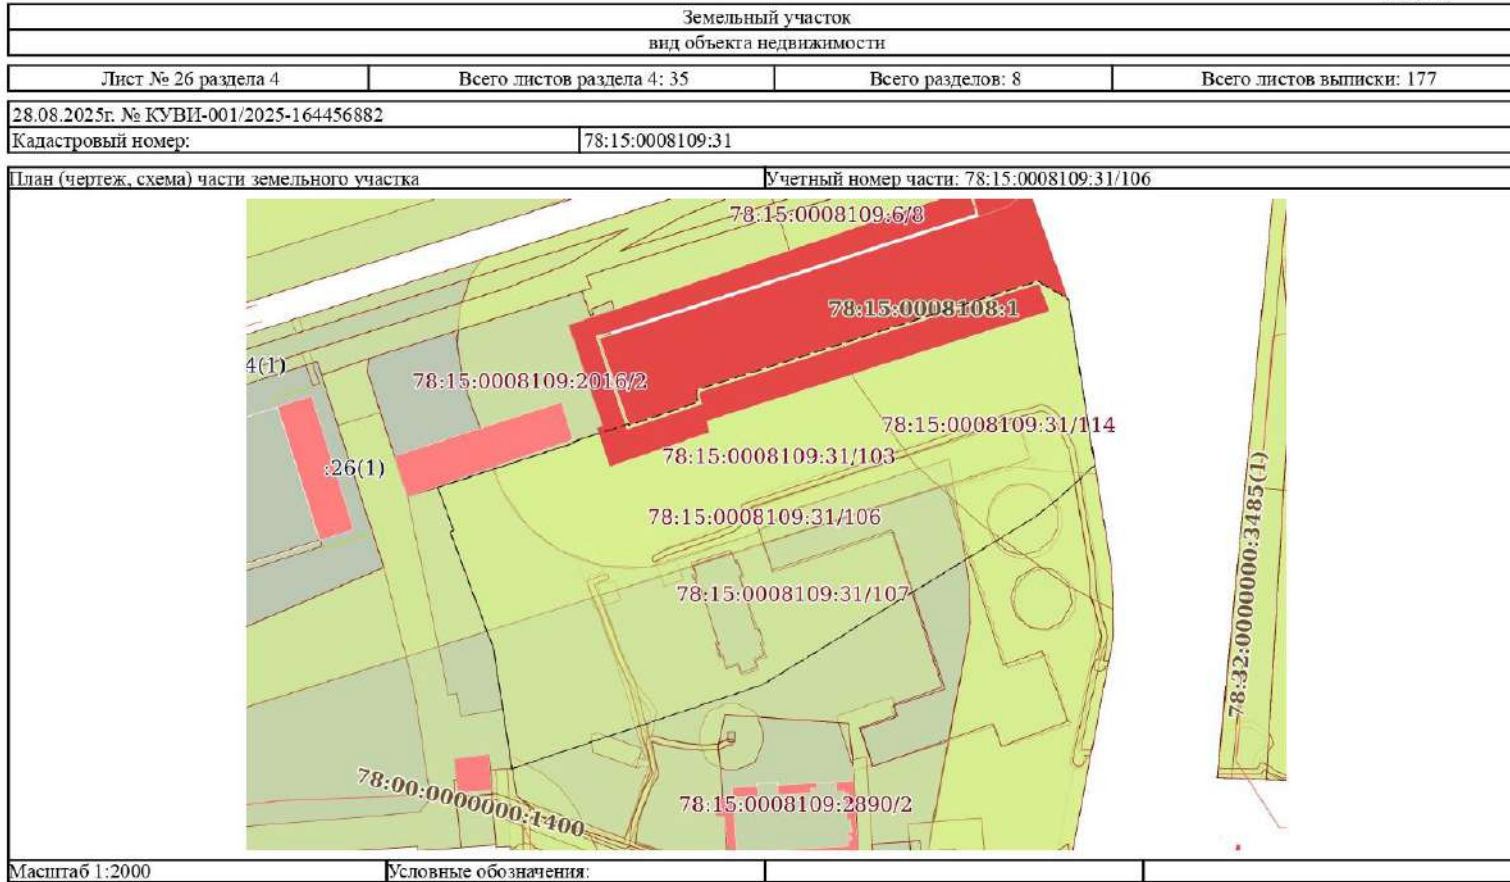 Земельный участок
вид объекта недвижимости
Лист № 26 раздела 4 Всего листов раздела 4: 35 Всего разделов: 8 Всего листов выписки: 177
28.08.2025г. № КУВИ-001/2025-164456882
Кадастровый номер: 78:15:0008109:31
План (чертеж, схема) части земельного участка Учетный номер части: 78:15:0008109:31/106
78:15:0008109:6/8
78:15:0008108:1
4(1)
78:15:0008109:2016/2
78:15:0008109:31/114
78:15:0008109:31/103
:26(1)
78:15:0008109:31/106
78:32:0000000:3485(1)
78:15:0008109:31/107
78:00:0000000:1400
78:15:0008109:2890/2
Масштаб 1:2000 Условные обозначения: